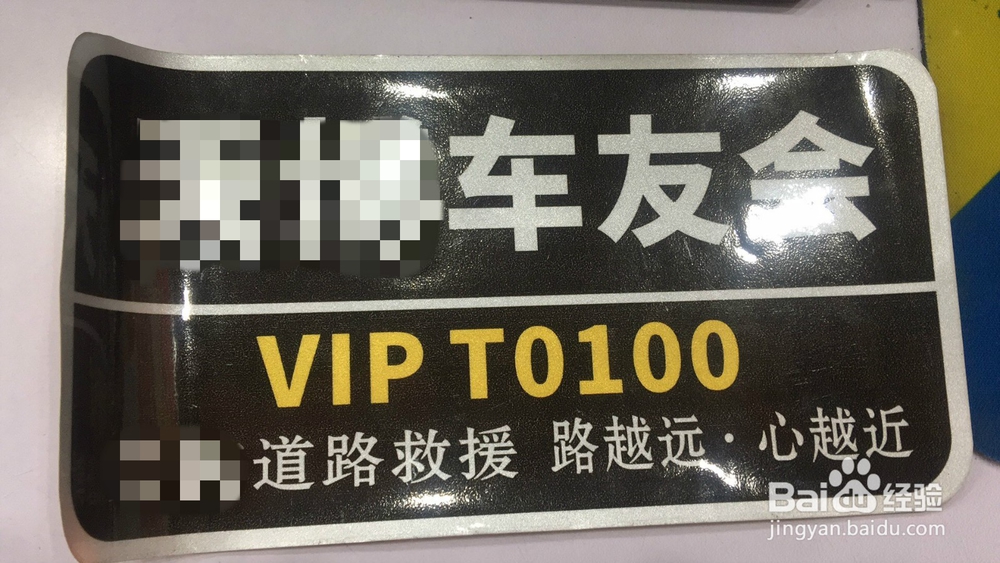 车友会
VIP T0100
道路救援 路越远·心越近
Baidu经验
jingyan.baidu.com